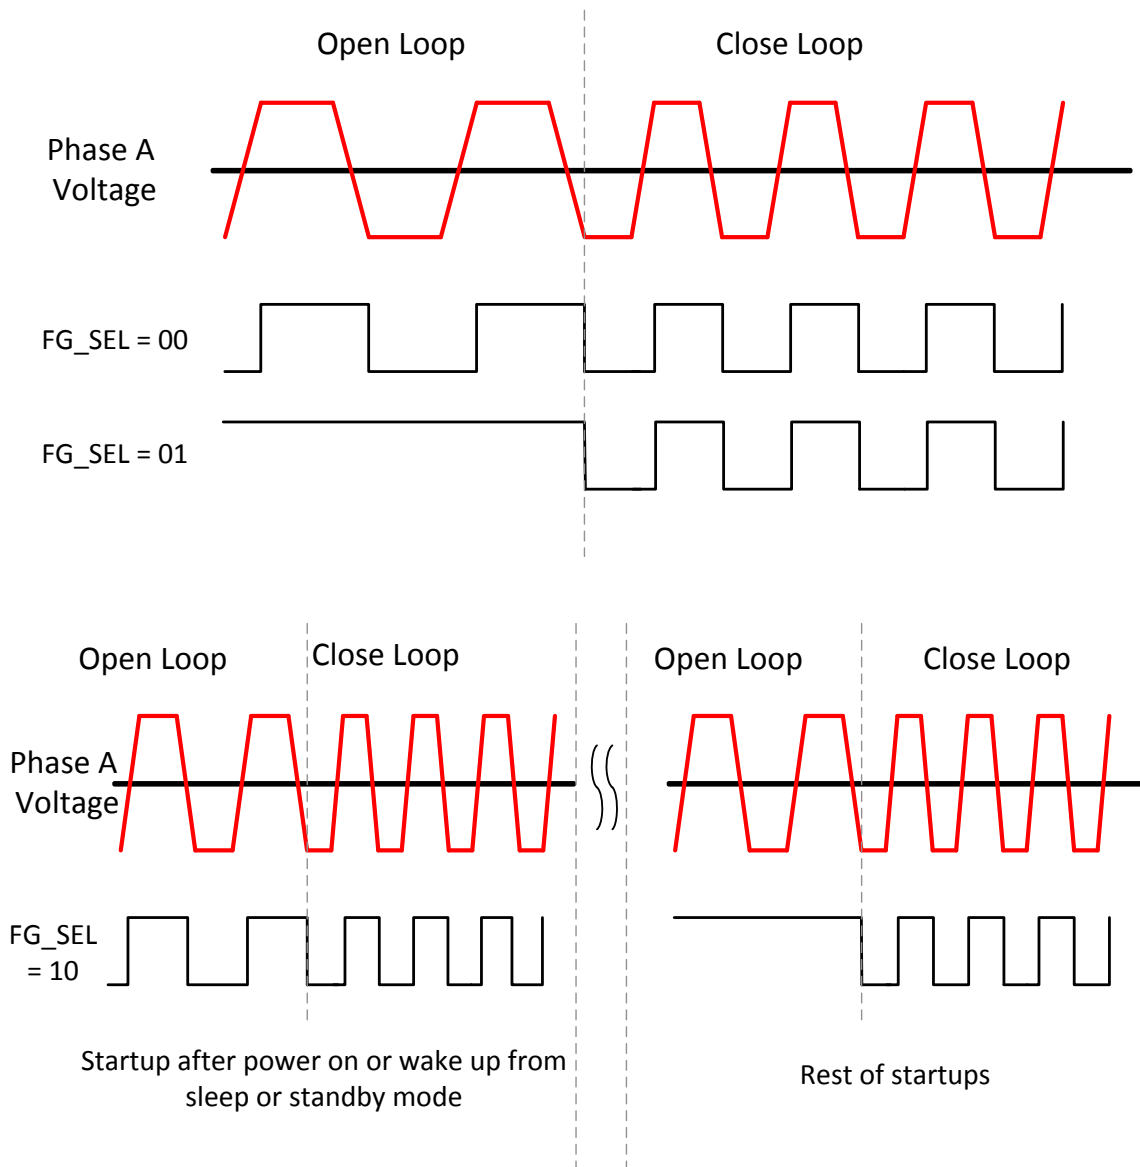 Open Loop
Close Loop
Phase A
Voltage
FG_SEL = 00
FG_SEL = 01
Open Loop
Close Loop
Open Loop
Close Loop
Phase A
Voltage
FG_SEL
= 10
Startup after power on or wake up from
sleep or standby mode
Rest of startups